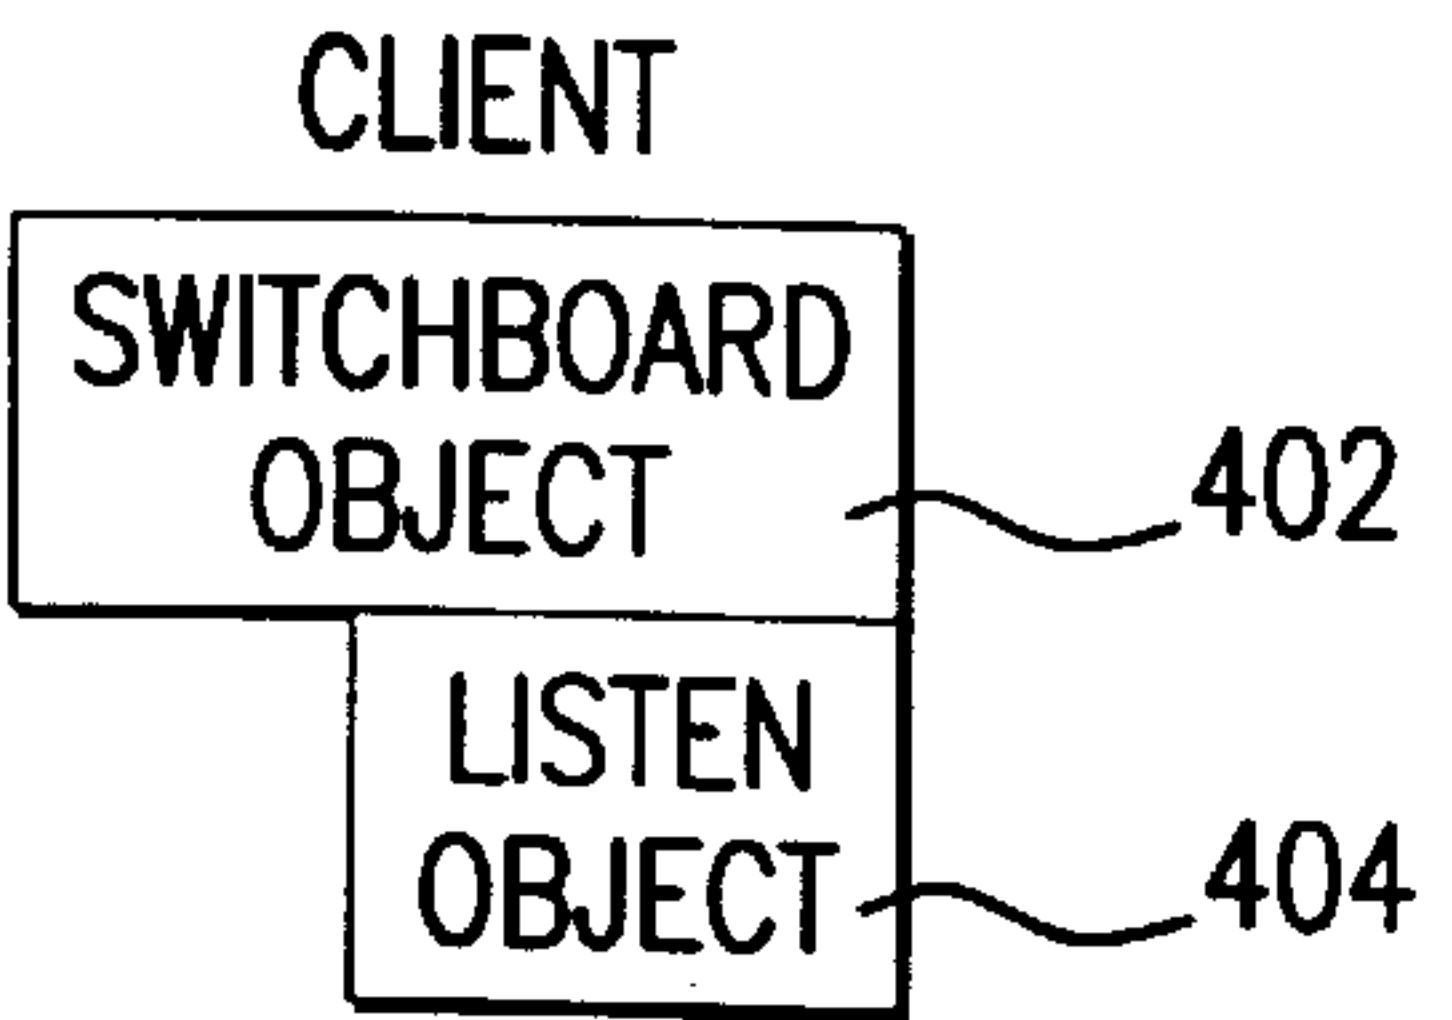 CLIENT
SWITCHBOARD
OBJECT
402
LISTEN
OBJECT
404